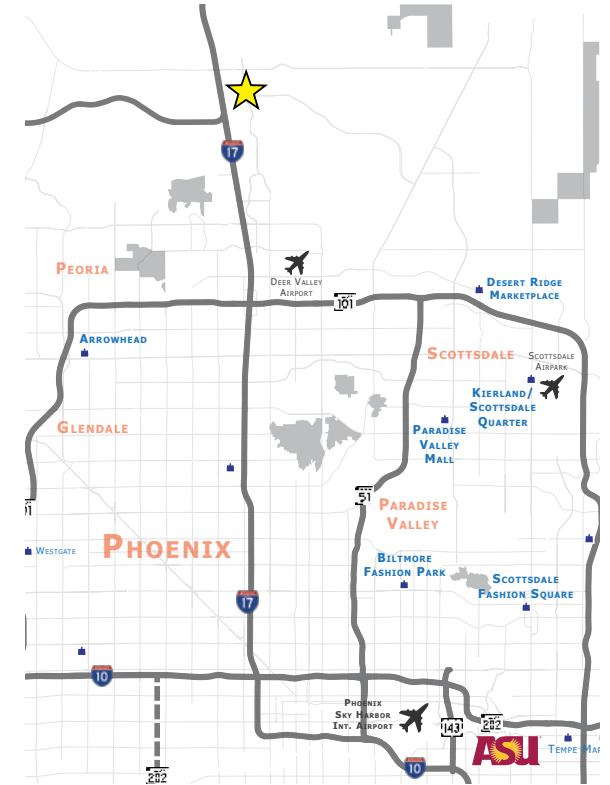 17
Peoria
Deer Valley
Airport
Desert Ridge
Marketplace
101
Arrowhead
Scottsdale
Scottsdale
Airpark
Kierland/
Scottsdale
Quarter
Glendale
Paradise
Valley
Mall
51
Paradise
Valley
Phoenix
Westgate
Biltmore
Fashion Park
Scottsdale
Fashion Square
17
10
Phoenix
Sky Harbor
Int. Airport
143
202
ASU
Tempe Mar
10
202